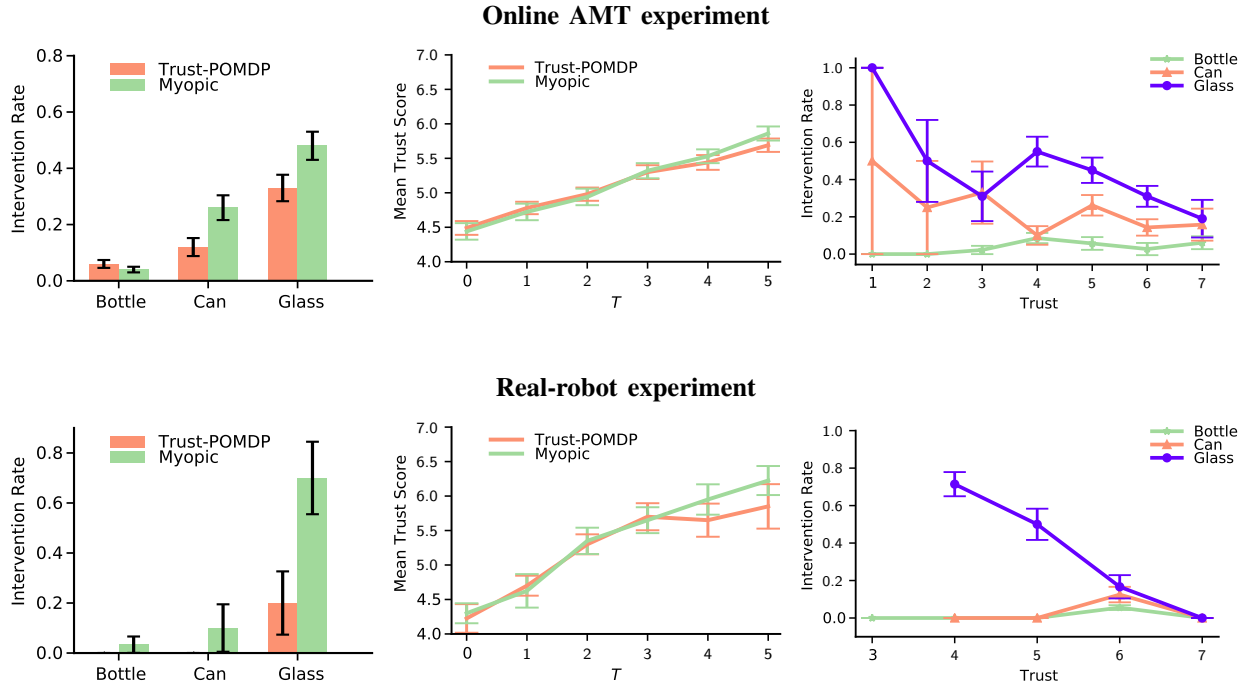 Online AMT experiment
0.8
0.6
0.4
0.2
0.0
Intervention Rate
Trust-POMDP
Myopic
Bottle Can Glass
7.0
6.5
6.0
5.5
5.0
4.5
4.0
Mean Trust Score
Trust-POMDP
Myopic
0 1 2 3 4 5
T
1.0
0.8
0.6
0.4
0.2
0.0
Intervention Rate
Bottle
Can
Glass
1 2 3 4 5 6 7
Trust
Real-robot experiment
0.8
0.6
0.4
0.2
0.0
Intervention Rate
Trust-POMDP
Myopic
Bottle Can Glass
7.0
6.5
6.0
5.5
5.0
4.5
4.0
Mean Trust Score
Trust-POMDP
Myopic
0 1 2 3 4 5
T
1.0
0.8
0.6
0.4
0.2
0.0
Intervention Rate
Bottle
Can
Glass
3 4 5 6 7
Trust